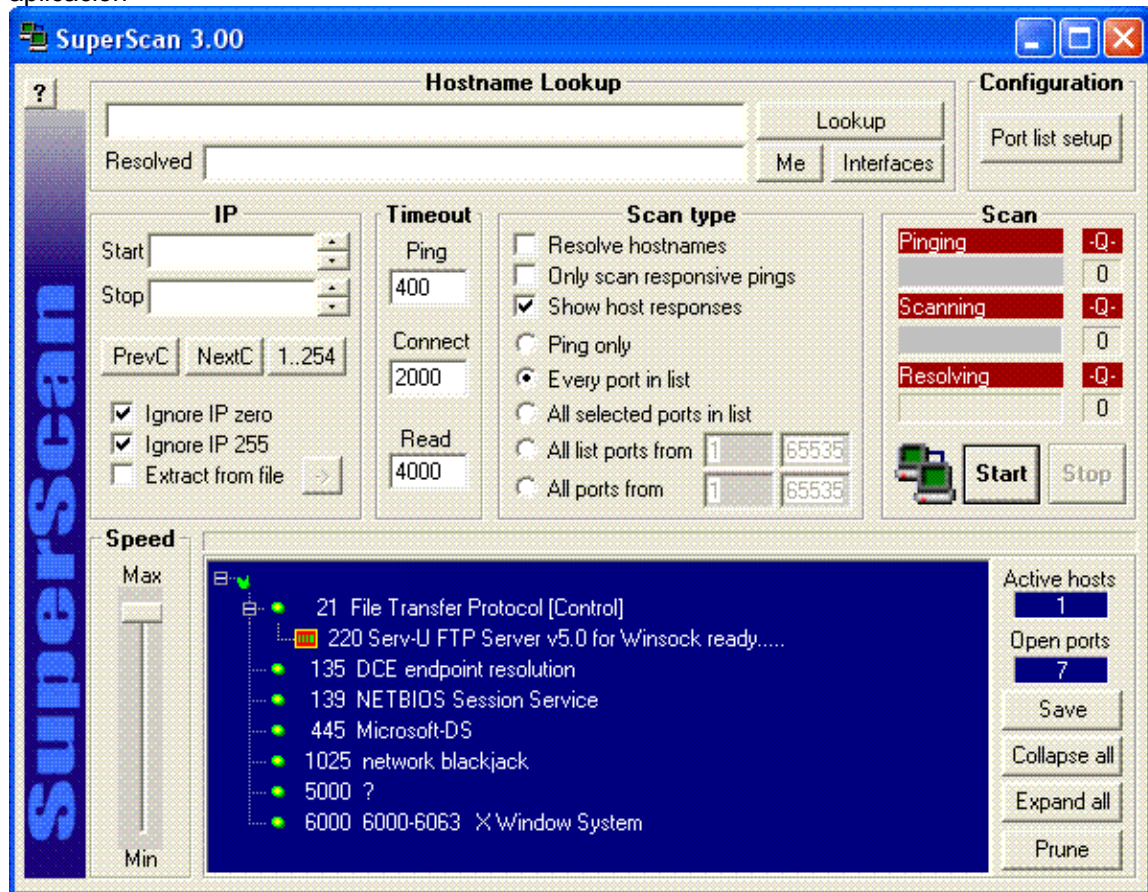 aplicación
SuperScan 3.00
?
Hostname Lookup
Configuration
Lookup
Port list setup
Resolved
Me
Interfaces
IP
Timeout
Scan type
Scan
Start
Stop
PrevC
NextC
1..254
Ignore IP zero
Ignore IP 255
Extract from file
->
Ping
400
Connect
2000
Read
4000
Resolve hostnames
Only scan responsive pings
Show host responses
Ping only
Every port in list
All selected ports in list
All list ports from 1 65535
All ports from 1 65535
Pinging -Q-
0
Scanning -Q-
0
Resolving -Q-
0
Start
Stop
SuperScan
Speed
Max
Min
21 File Transfer Protocol [Control]
220 Serv-U FTP Server v5.0 for Winsock ready.....
135 DCE endpoint resolution
139 NETBIOS Session Service
445 Microsoft-DS
1025 network blackjack
5000 ?
6000 6000-6063 X Window System
Active hosts
1
Open ports
7
Save
Collapse all
Expand all
Prune